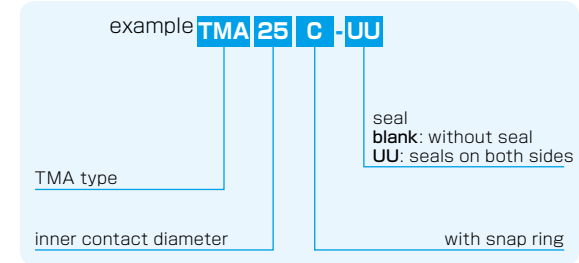 example TMA 25 C - UU
seal
blank: without seal
UU: seals on both sides
TMA type
inner contact diameter
with snap ring